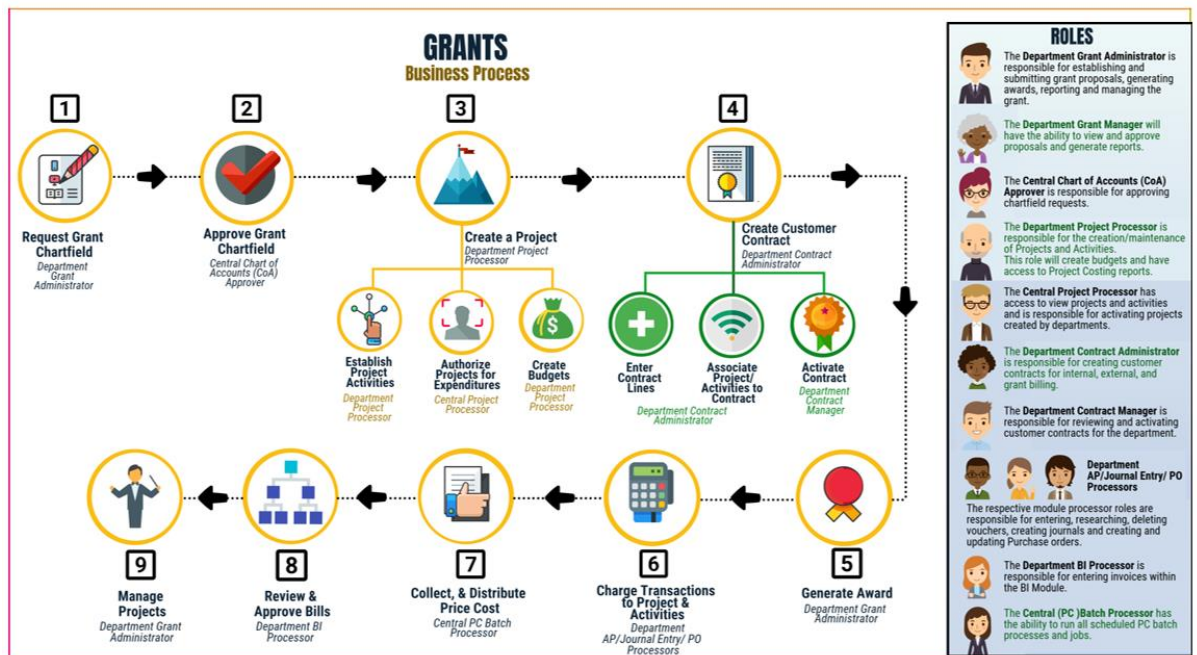 GRANTS
Business Process
1
2
3
4
Request Grant
Chartfield
Department
Grant
Administrator
Approve Grant
Chartfield
Central Chart of
Accounts (CoA)
Approver
Create a Project
Department Project
Processor
Create Customer
Contract
Department Contract
Administrator
Establish
Project
Activities
Department
Project
Processor
Authorize
Projects for
Expenditures
Central Project
Processor
Create
Budgets
Department
Project
Processor
Enter
Contract
Lines
Associate
Project/
Activities to
Contract
Department Contract
Administrator
Activate
Contract
Department
Contract
Manager
9
Manage
Projects
Department Grant
Administrator
8
Review &
Approve Bills
Department BI
Processor
7
Collect, & Distribute
Price Cost
Central PC Batch
Processor
6
Charge Transactions
to Project &
Activities
Department
AP/Journal Entry/ PO
Processors
5
Generate Award
Department Grant
Administrator
ROLES
The Department Grant Administrator is
responsible for establishing and
submitting grant proposals, generating
awards, reporting and managing the
grant.
The Department Grant Manager will
have the ability to view and approve
proposals and generate reports.
The Central Chart of Accounts (CoA)
Approver is responsible for approving
chartfield requests.
The Department Project Processor is
responsible for the creation/maintenance
of Projects and Activities.
This role will create budgets and have
access to Project Costing reports.
The Central Project Processor has
access to view projects and activities
and is responsible for activating projects
created by departments.
The Department Contract Administrator
is responsible for creating customer
contracts for internal, external, and
grant billing.
The Department Contract Manager is
responsible for reviewing and activating
customer contracts for the department.
Department
AP/Journal Entry/ PO
Processors
The respective module processor roles are
responsible for entering, researching, deleting
vouchers, creating journals and creating and
updating Purchase orders.
The Department BI Processor is
responsible for entering invoices within
the BI Module.
The Central (PC )Batch Processor has
the ability to run all scheduled PC batch
processes and jobs.